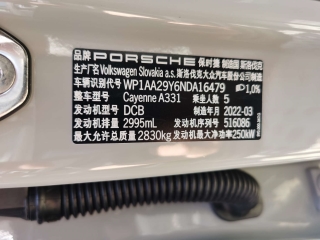 品牌 PORSCHE 保时捷 制造国 斯洛伐克
生产厂名 Volkswagen Slovakia a.s. 斯洛伐克大众汽车股份公司制造
车辆识别代号 WP1AA29Y6NDA16479 1,0%
整车型号 Cayenne A331 乘坐人数 5
发动机型号 DCB 制造年月 2022-03
发动机排量 2995mL 发动机序列号 516086
最大允许总质量 2830kg 发动机最大净功率 250kW